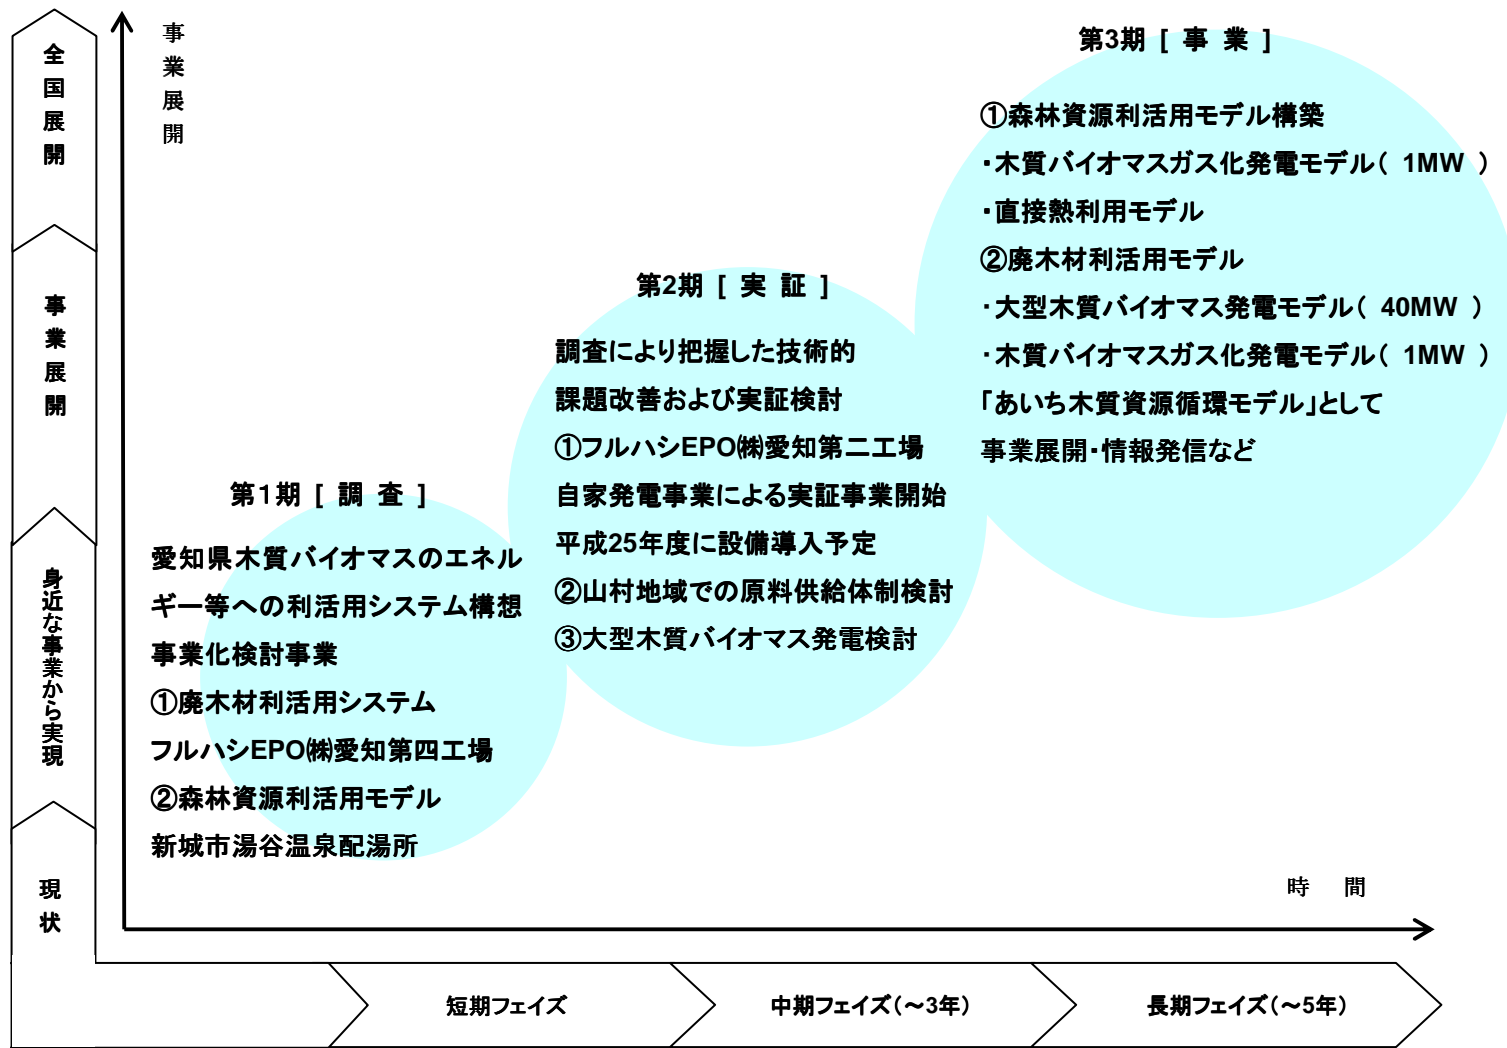 全国展開
事業展開
身近な事業から実現
現状
事業展開
第3期 [ 事 業 ]
①森林資源利活用モデル構築
・木質バイオマスガス化発電モデル( 1MW )
・直接熱利用モデル
②廃木材利活用モデル
・大型木質バイオマス発電モデル( 40MW )
・木質バイオマスガス化発電モデル( 1MW )
「あいち木質資源循環モデル」として
事業展開・情報発信など
第2期 [ 実 証 ]
調査により把握した技術的
課題改善および実証検討
①フルハシEPO㈱愛知第二工場
自家発電事業による実証事業開始
平成25年度に設備導入予定
②山村地域での原料供給体制検討
③大型木質バイオマス発電検討
第1期 [ 調 査 ]
愛知県木質バイオマスのエネル
ギー等への利活用システム構想
事業化検討事業
①廃木材利活用システム
フルハシEPO㈱愛知第四工場
②森林資源利活用モデル
新城市湯谷温泉配湯所
時 間
短期フェイズ
中期フェイズ(～3年)
長期フェイズ(～5年)